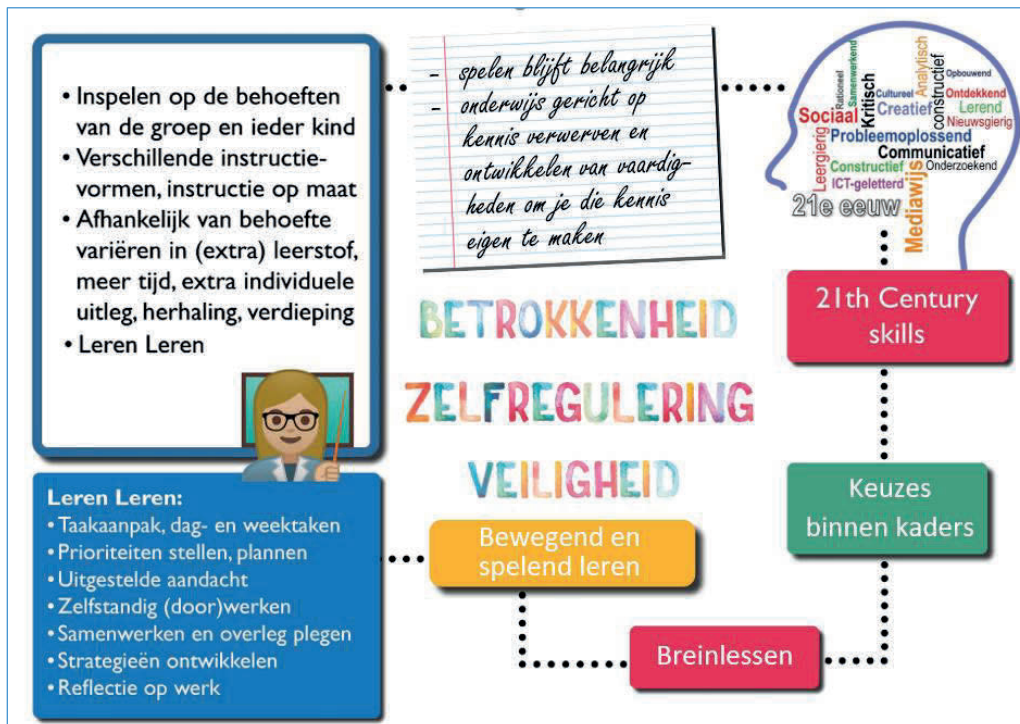 • Inspelen op de behoeften
van de groep en ieder kind
• Verschillende instructie-
vormen, instructie op maat
• Afhankelijk van behoefte
variëren in (extra) leerstof,
meer tijd, extra individuele
uitleg, herhaling, verdieping
• Leren Leren
- spelen blijft belangrijk
- onderwijs gericht op
kennis verwerven en
ontwikkelen van vaardig-
heden om je die kennis
eigen te maken
Sociaal
Rationeel
Samenwerkend
Kritisch
Cultureel
Creatief
Analytisch
constructief
Opbouwend
Ontdekkend
Lerend
Nieuwsgierig
Leergierig
Probleemoplossend
Communicatief
Constructief
Onderzoekend
ICT-geletterd
21e eeuw
Mediawijs
21th Century
skills
BETROKKENHEID
ZELFREGULERING
VEILIGHEID
Leren Leren:
• Taakaanpak, dag- en weektaken
• Prioriteiten stellen, plannen
• Uitgestelde aandacht
• Zelfstandig (door)werken
• Samenwerken en overleg plegen
• Strategieën ontwikkelen
• Reflectie op werk
Bewegend en
spelend leren
Keuzes
binnen kaders
Breinlessen